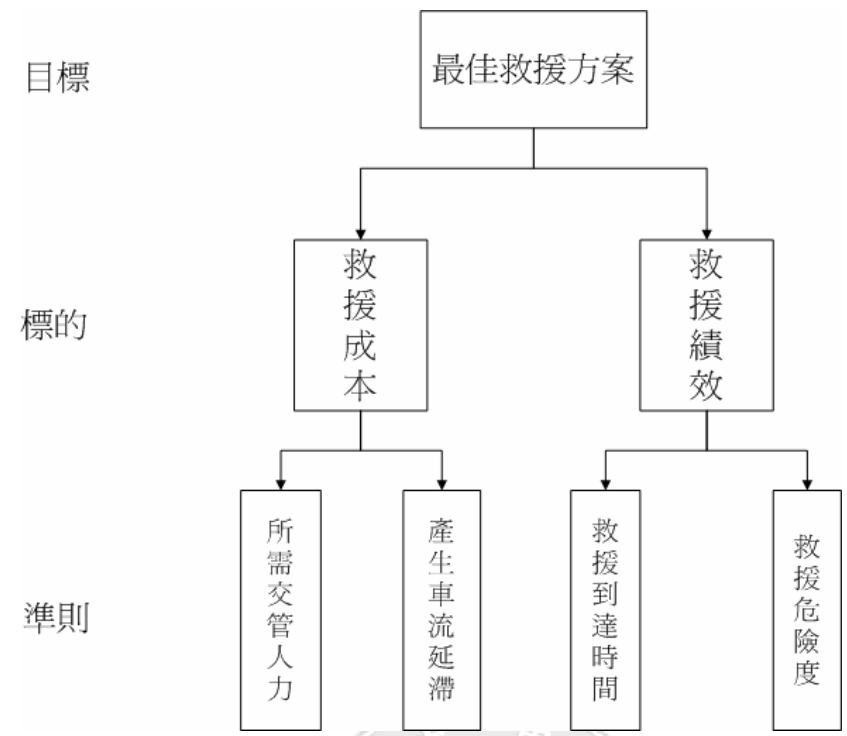 目標
最佳救援方案
標的
救援成本
救援績效
準則
所需交管人力
產生車流延滯
救援到達時間
救援危險度